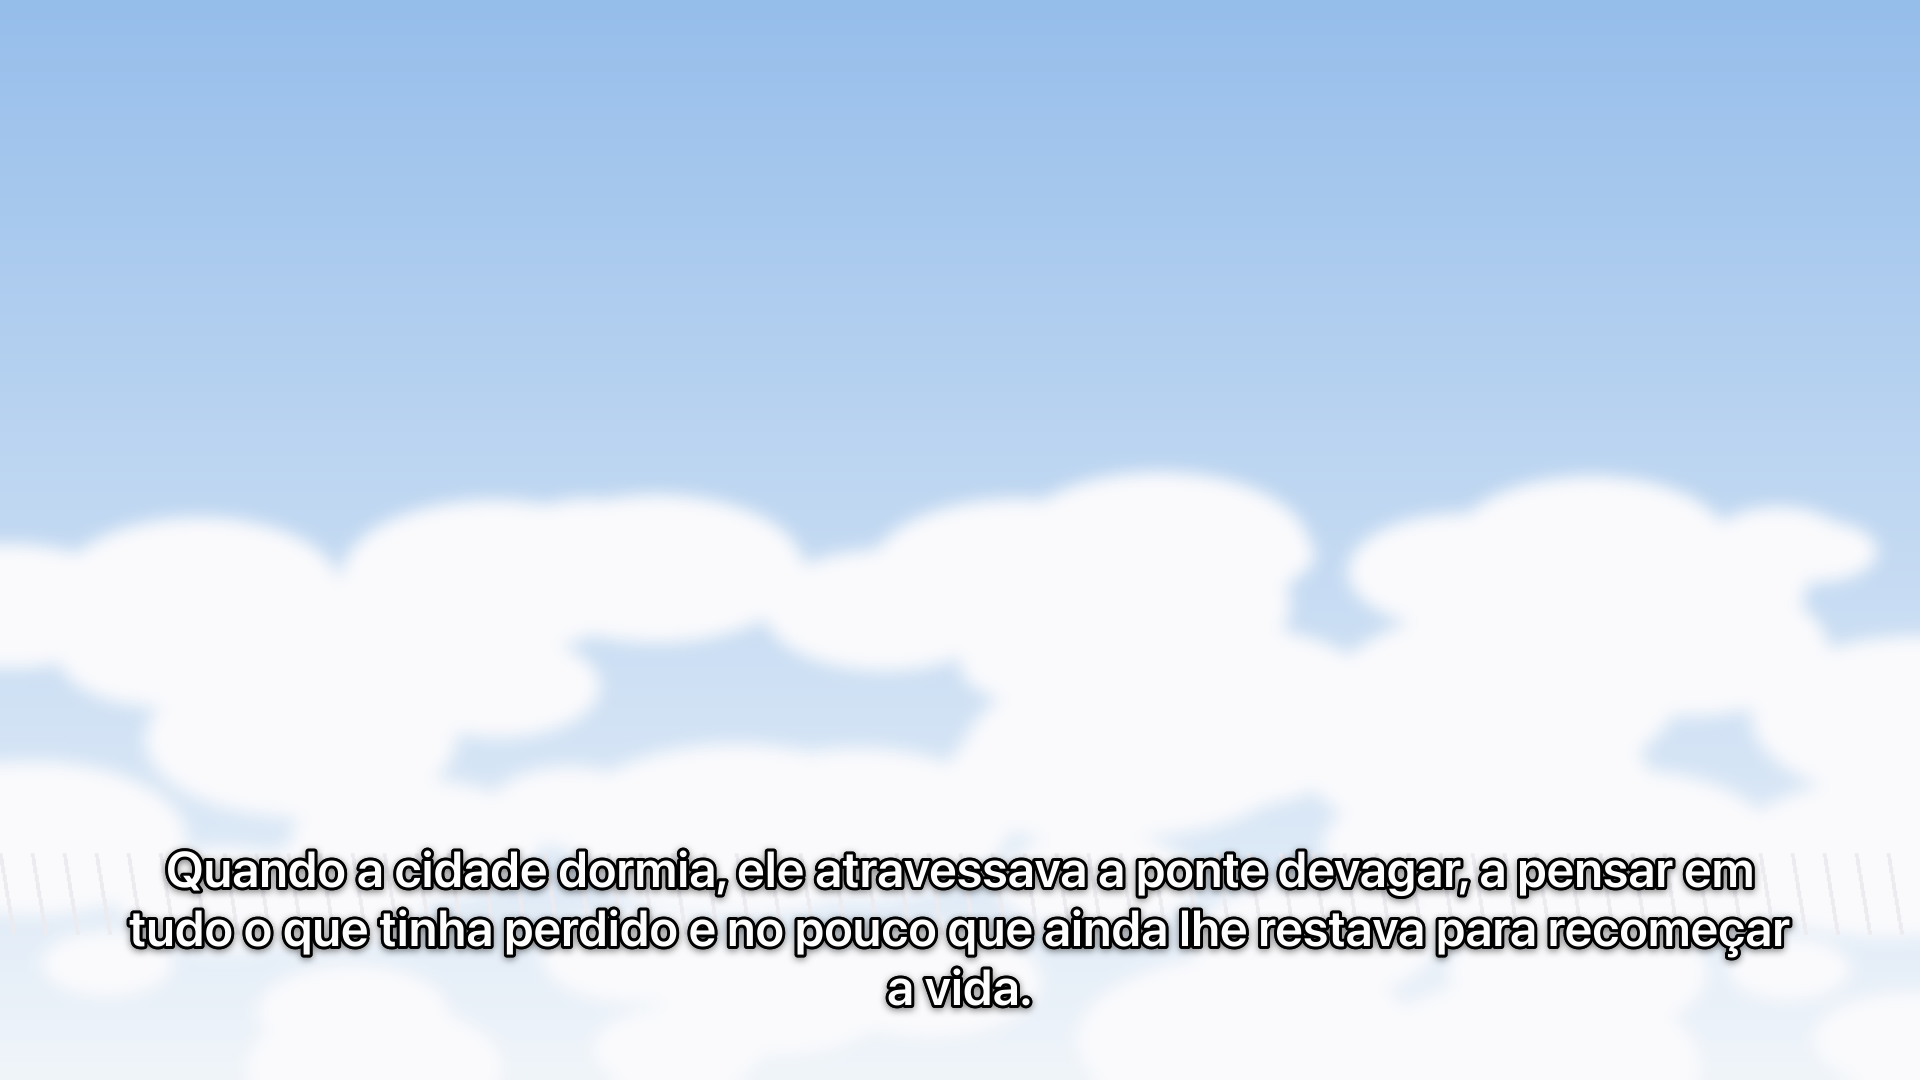 Quando a cidade dormia, ele atravessava a ponte devagar, a pensar em
tudo o que tinha perdido e no pouco que ainda lhe restava para recomeçar
a vida.